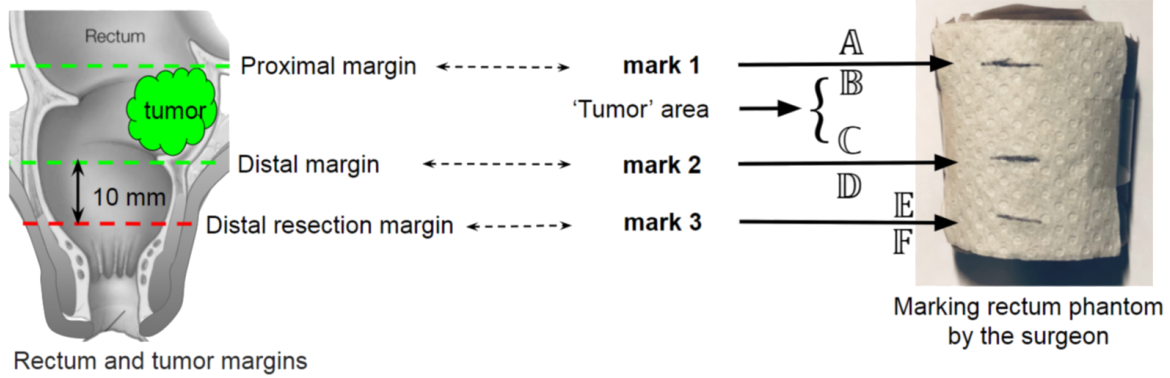 Rectum
tumor
10 mm
Proximal margin
Distal margin
Distal resection margin
mark 1
'Tumor' area
mark 2
mark 3
𝔸
𝔹
ℂ
𝔻
𝔼
𝔽
Marking rectum phantom
by the surgeon
Rectum and tumor margins